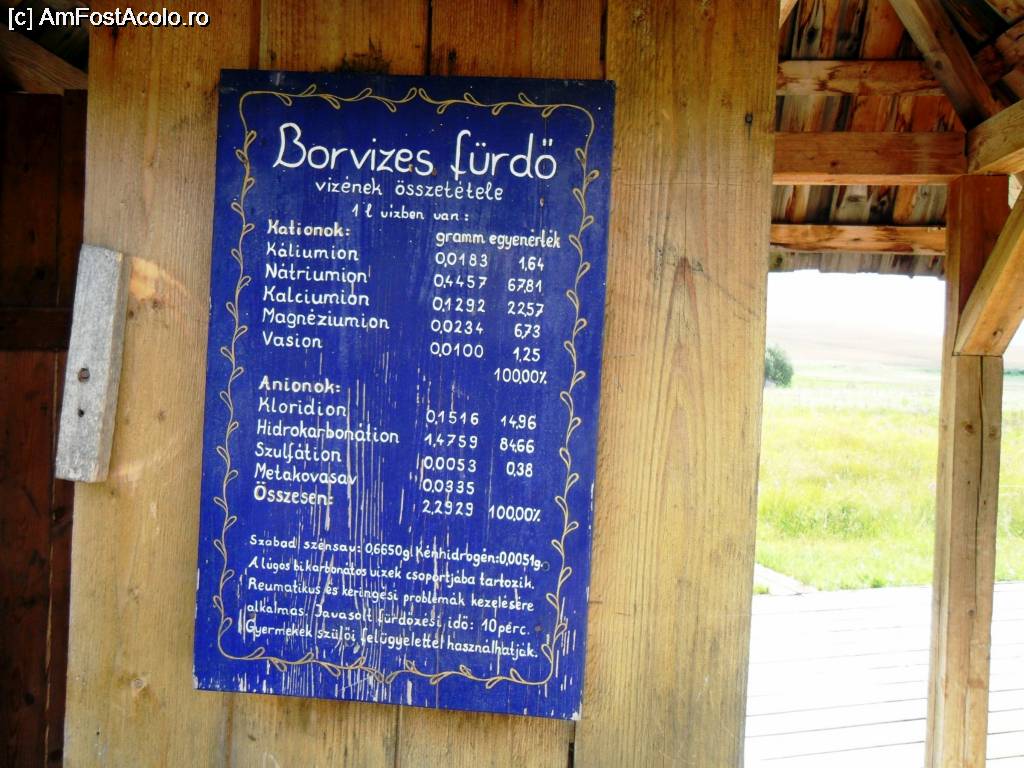 [c] AmFostAcolo.ro
Borvizes fürdő
vizének összetétele
1 l vizben van:
Kationok: gramm egyenérték
Káliumion 0,0183 1,64
Nátriumion 0,4457 67,81
Kalciumion 0,1292 22,57
Magnéziumion 0,0234 6,73
Vasion 0,0100 1,25
100,00%
Anionok:
Kloridion 0,1516 14,96
Hidrokarbonátion 1,4759 84,66
Szulfátion 0,0053 0,38
Metakovasav 0,0335
Összesen: 2,2929 100,00%
Szabad szénsav: 0,6650g. Kénhidrogén: 0,0051g.
A lúgos bikarbonátos vizek csoportjába tartozik.
Reumatikus és keringési problémák kezelésére
alkalmas. Javasolt fürdőzési idő: 10 perc.
Gyermekek szülői felügyelettel használhatják.